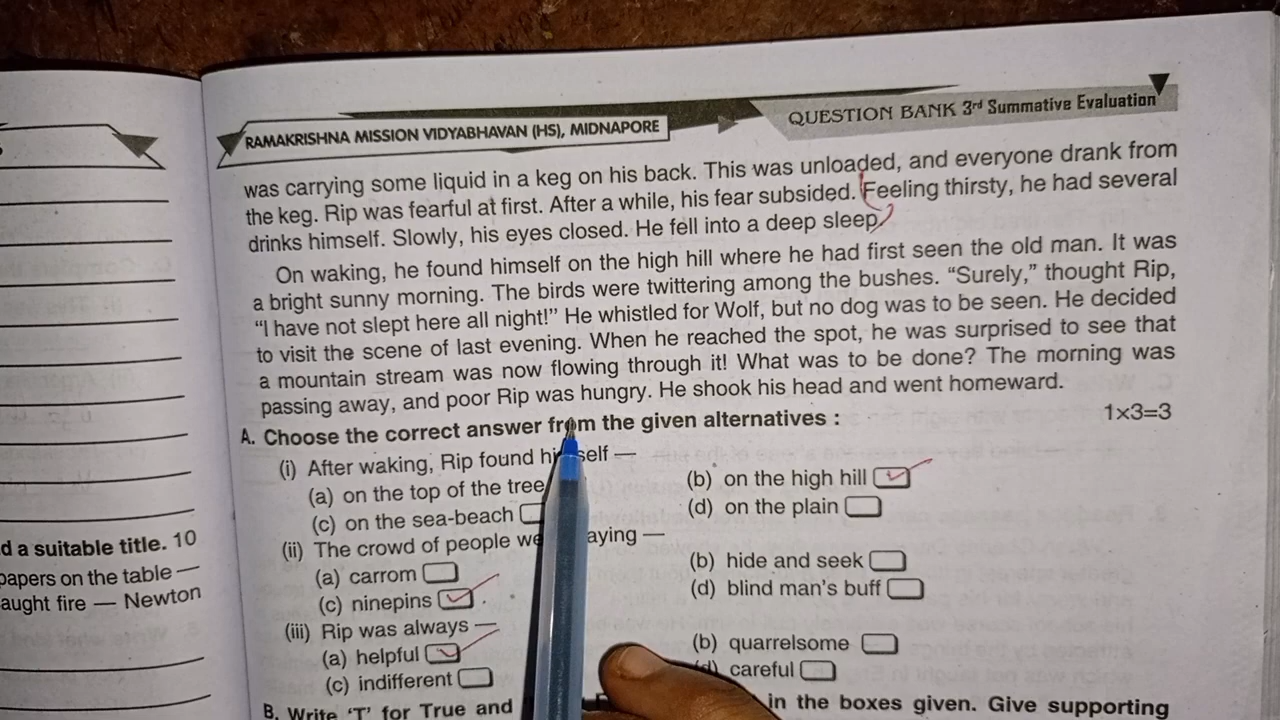 RAMAKRISHNA MISSION VIDYABHAVAN (HS), MIDNAPORE
QUESTION BANK 3rd Summative Evaluation
was carrying some liquid in a keg on his back. This was unloaded, and everyone drank from
the keg. Rip was fearful at first. After a while, his fear subsided. Feeling thirsty, he had several
drinks himself. Slowly, his eyes closed. He fell into a deep sleep.
On waking, he found himself on the high hill where he had first seen the old man. It was
a bright sunny morning. The birds were twittering among the bushes. “Surely,” thought Rip,
“I have not slept here all night!” He whistled for Wolf, but no dog was to be seen. He decided
to visit the scene of last evening. When he reached the spot, he was surprised to see that
a mountain stream was now flowing through it! What was to be done? The morning was
passing away, and poor Rip was hungry. He shook his head and went homeward.
A. Choose the correct answer from the given alternatives : 1×3=3
(i) After waking, Rip found —
(a) on the top of the tree (b) on the high hill
(c) on the sea-beach (d) on the plain
(ii) The crowd of people —
(a) carrom (b) hide and seek
(c) ninepins (d) blind man's buff
(iii) Rip was always —
(a) helpful (b) quarrelsome
(c) indifferent (d) careful
B. Write ‘T’ for True and in the boxes given. Give supporting
d a suitable title. 10
papers on the table —
aught fire — Newton